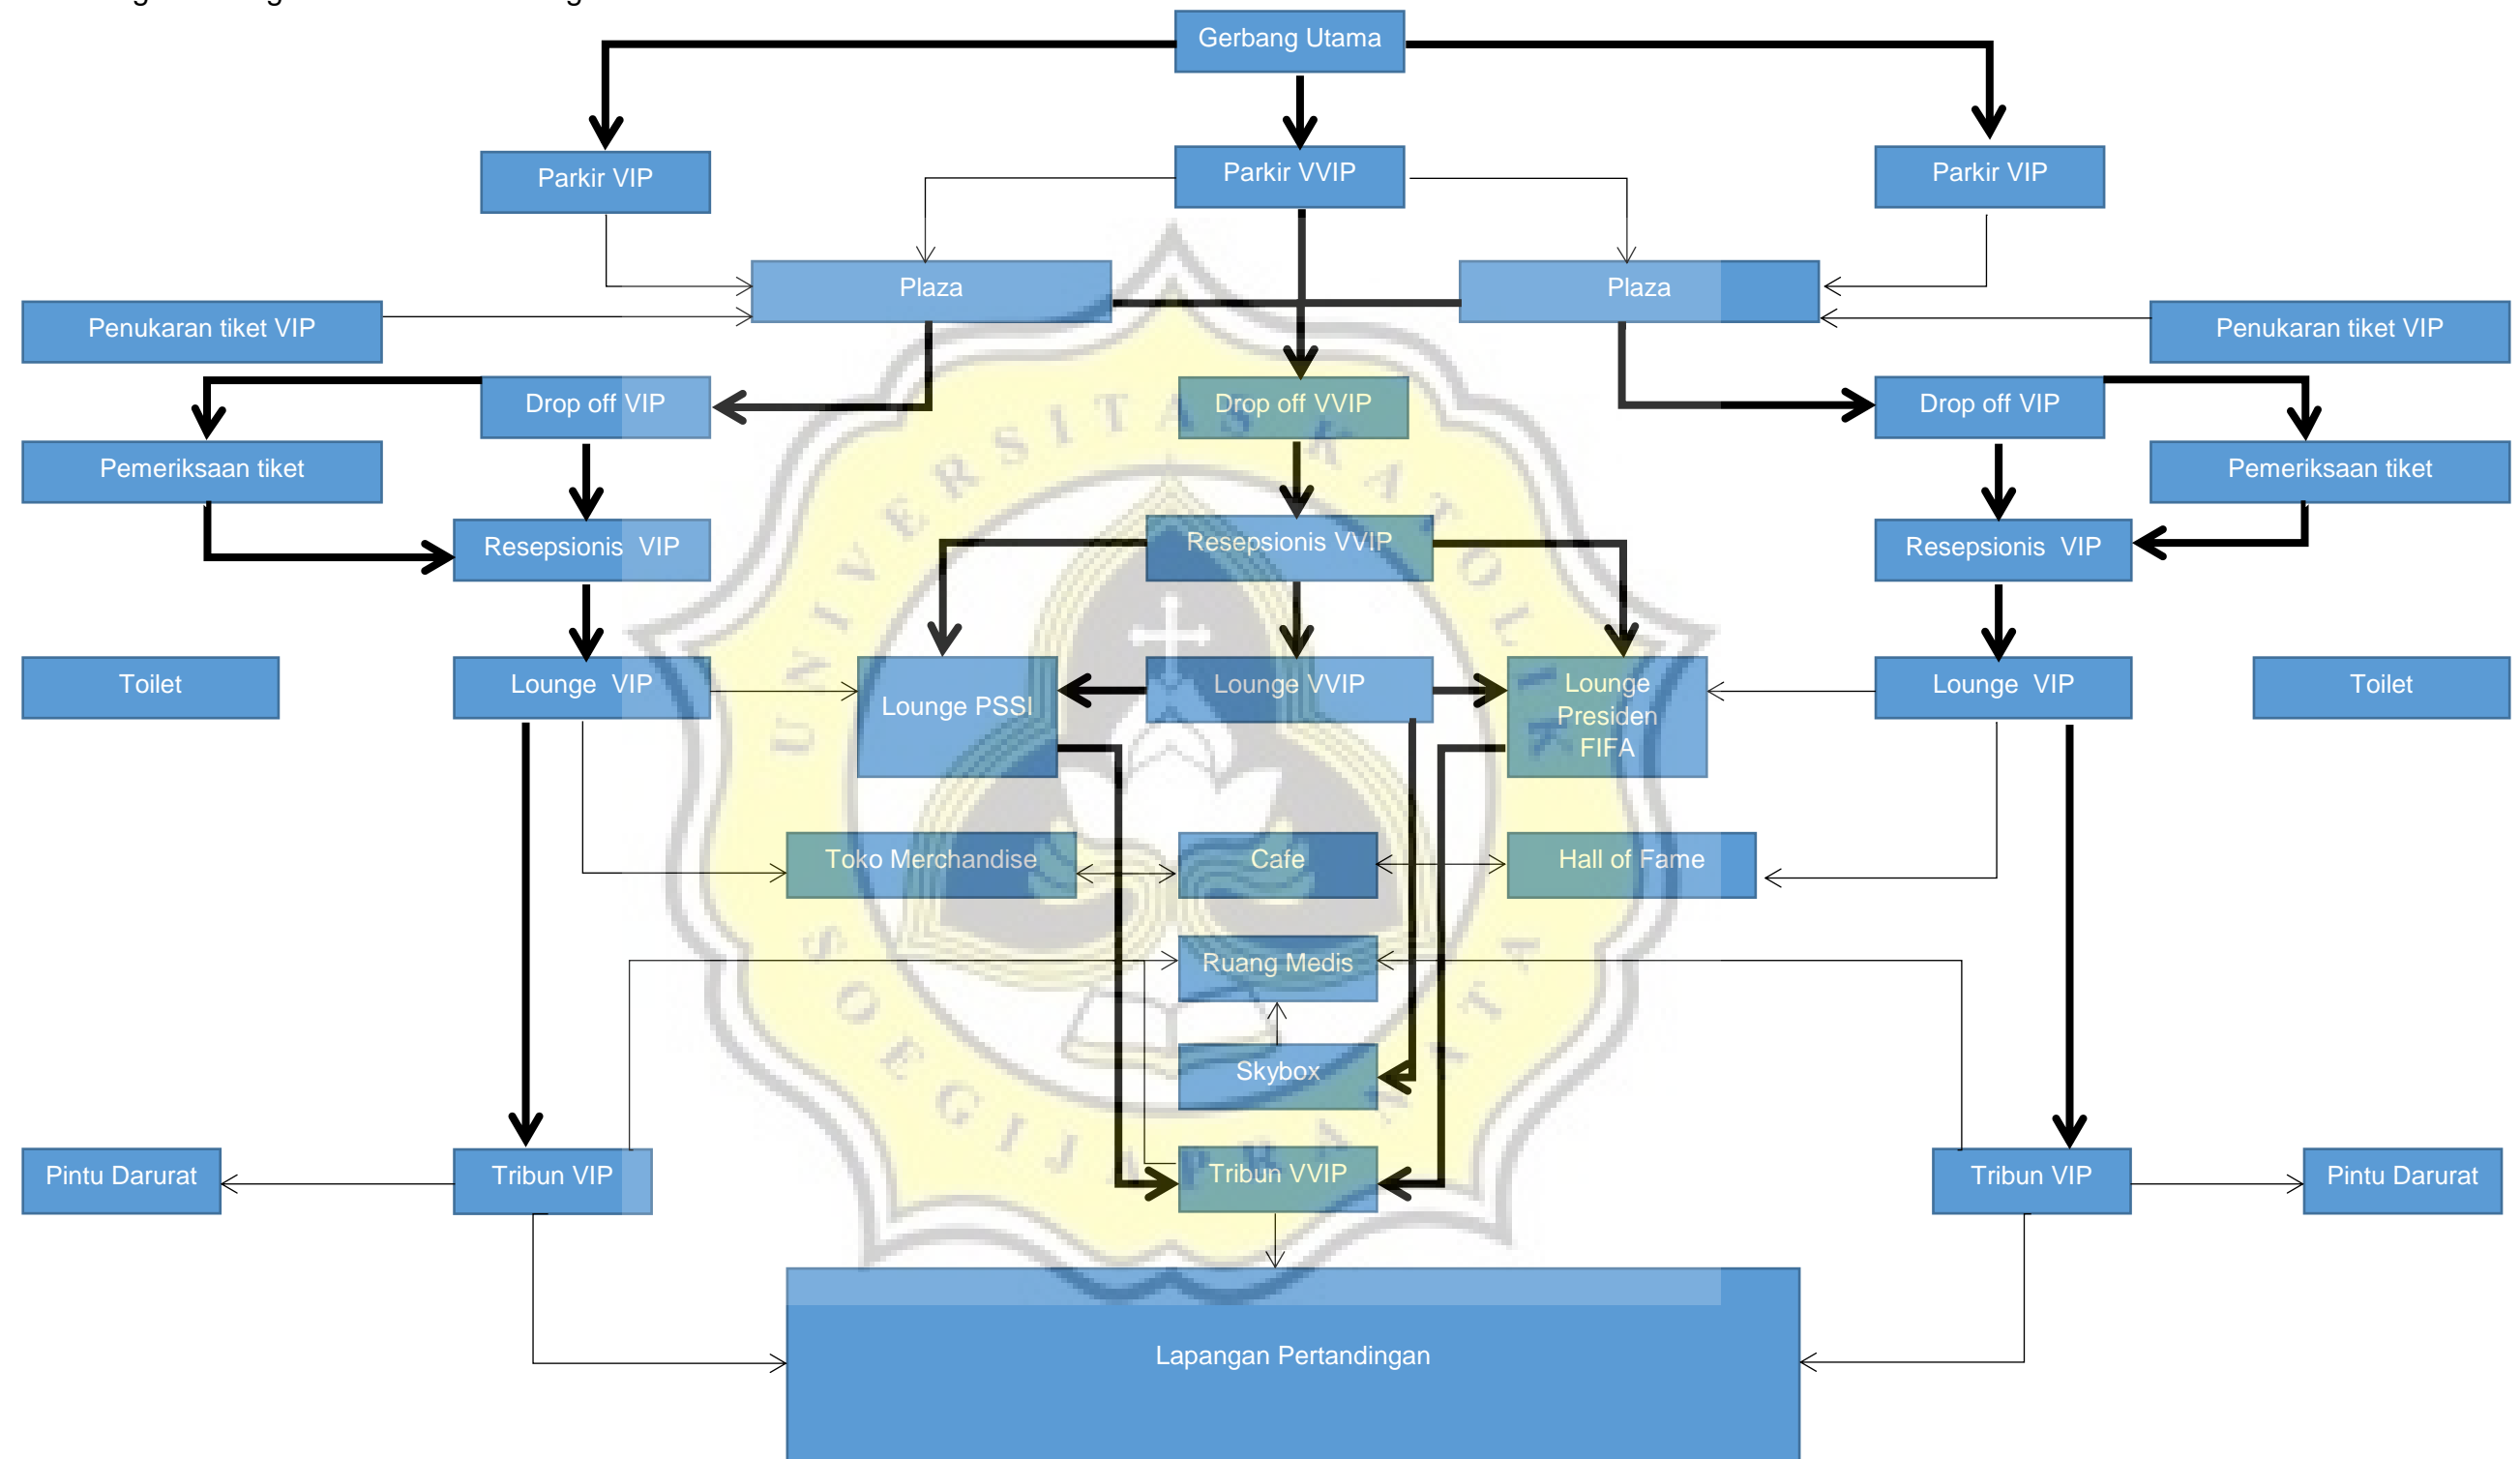 Gerbang Utama
Parkir VIP
Parkir VVIP
Parkir VIP
Plaza
Plaza
Penukaran tiket VIP
Penukaran tiket VIP
Drop off VIP
Drop off VVIP
Drop off VIP
Pemeriksaan tiket
Pemeriksaan tiket
Resepsionis VIP
Resepsionis VVIP
Resepsionis VIP
Toilet
Lounge VIP
Lounge PSSI
Lounge VVIP
Lounge
Presiden
FIFA
Lounge VIP
Toilet
Toko Merchandise
Cafe
Hall of Fame
Ruang Medis
Skybox
Pintu Darurat
Tribun VIP
Tribun VVIP
Tribun VIP
Pintu Darurat
Lapangan Pertandingan
UNIVERSITAS KATOLIK
SOEGIJAPRANATA